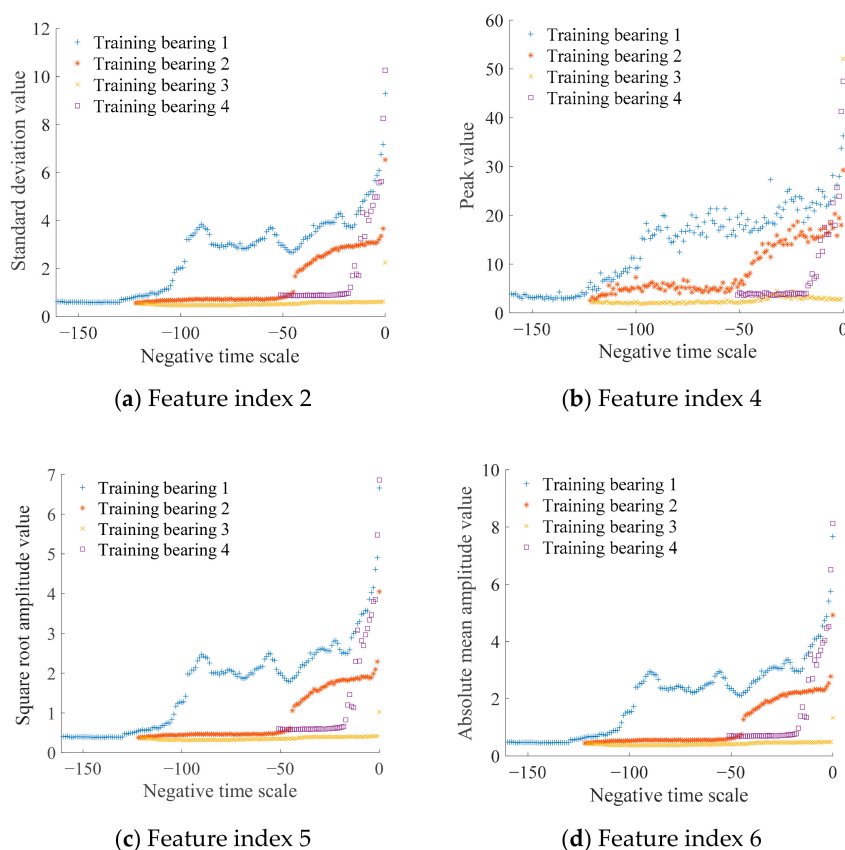 12
10
8
6
4
2
0
Standard deviation value
Training bearing 1
Training bearing 2
Training bearing 3
Training bearing 4
−150
−100
−50
0
Negative time scale
(a) Feature index 2
60
50
40
30
20
10
0
Peak value
Training bearing 1
Training bearing 2
Training bearing 3
Training bearing 4
−150
−100
−50
0
Negative time scale
(b) Feature index 4
7
6
5
4
3
2
1
0
Square root amplitude value
Training bearing 1
Training bearing 2
Training bearing 3
Training bearing 4
−150
−100
−50
0
Negative time scale
(c) Feature index 5
10
8
6
4
2
0
Absolute mean amplitude value
Training bearing 1
Training bearing 2
Training bearing 3
Training bearing 4
−150
−100
−50
0
Negative time scale
(d) Feature index 6